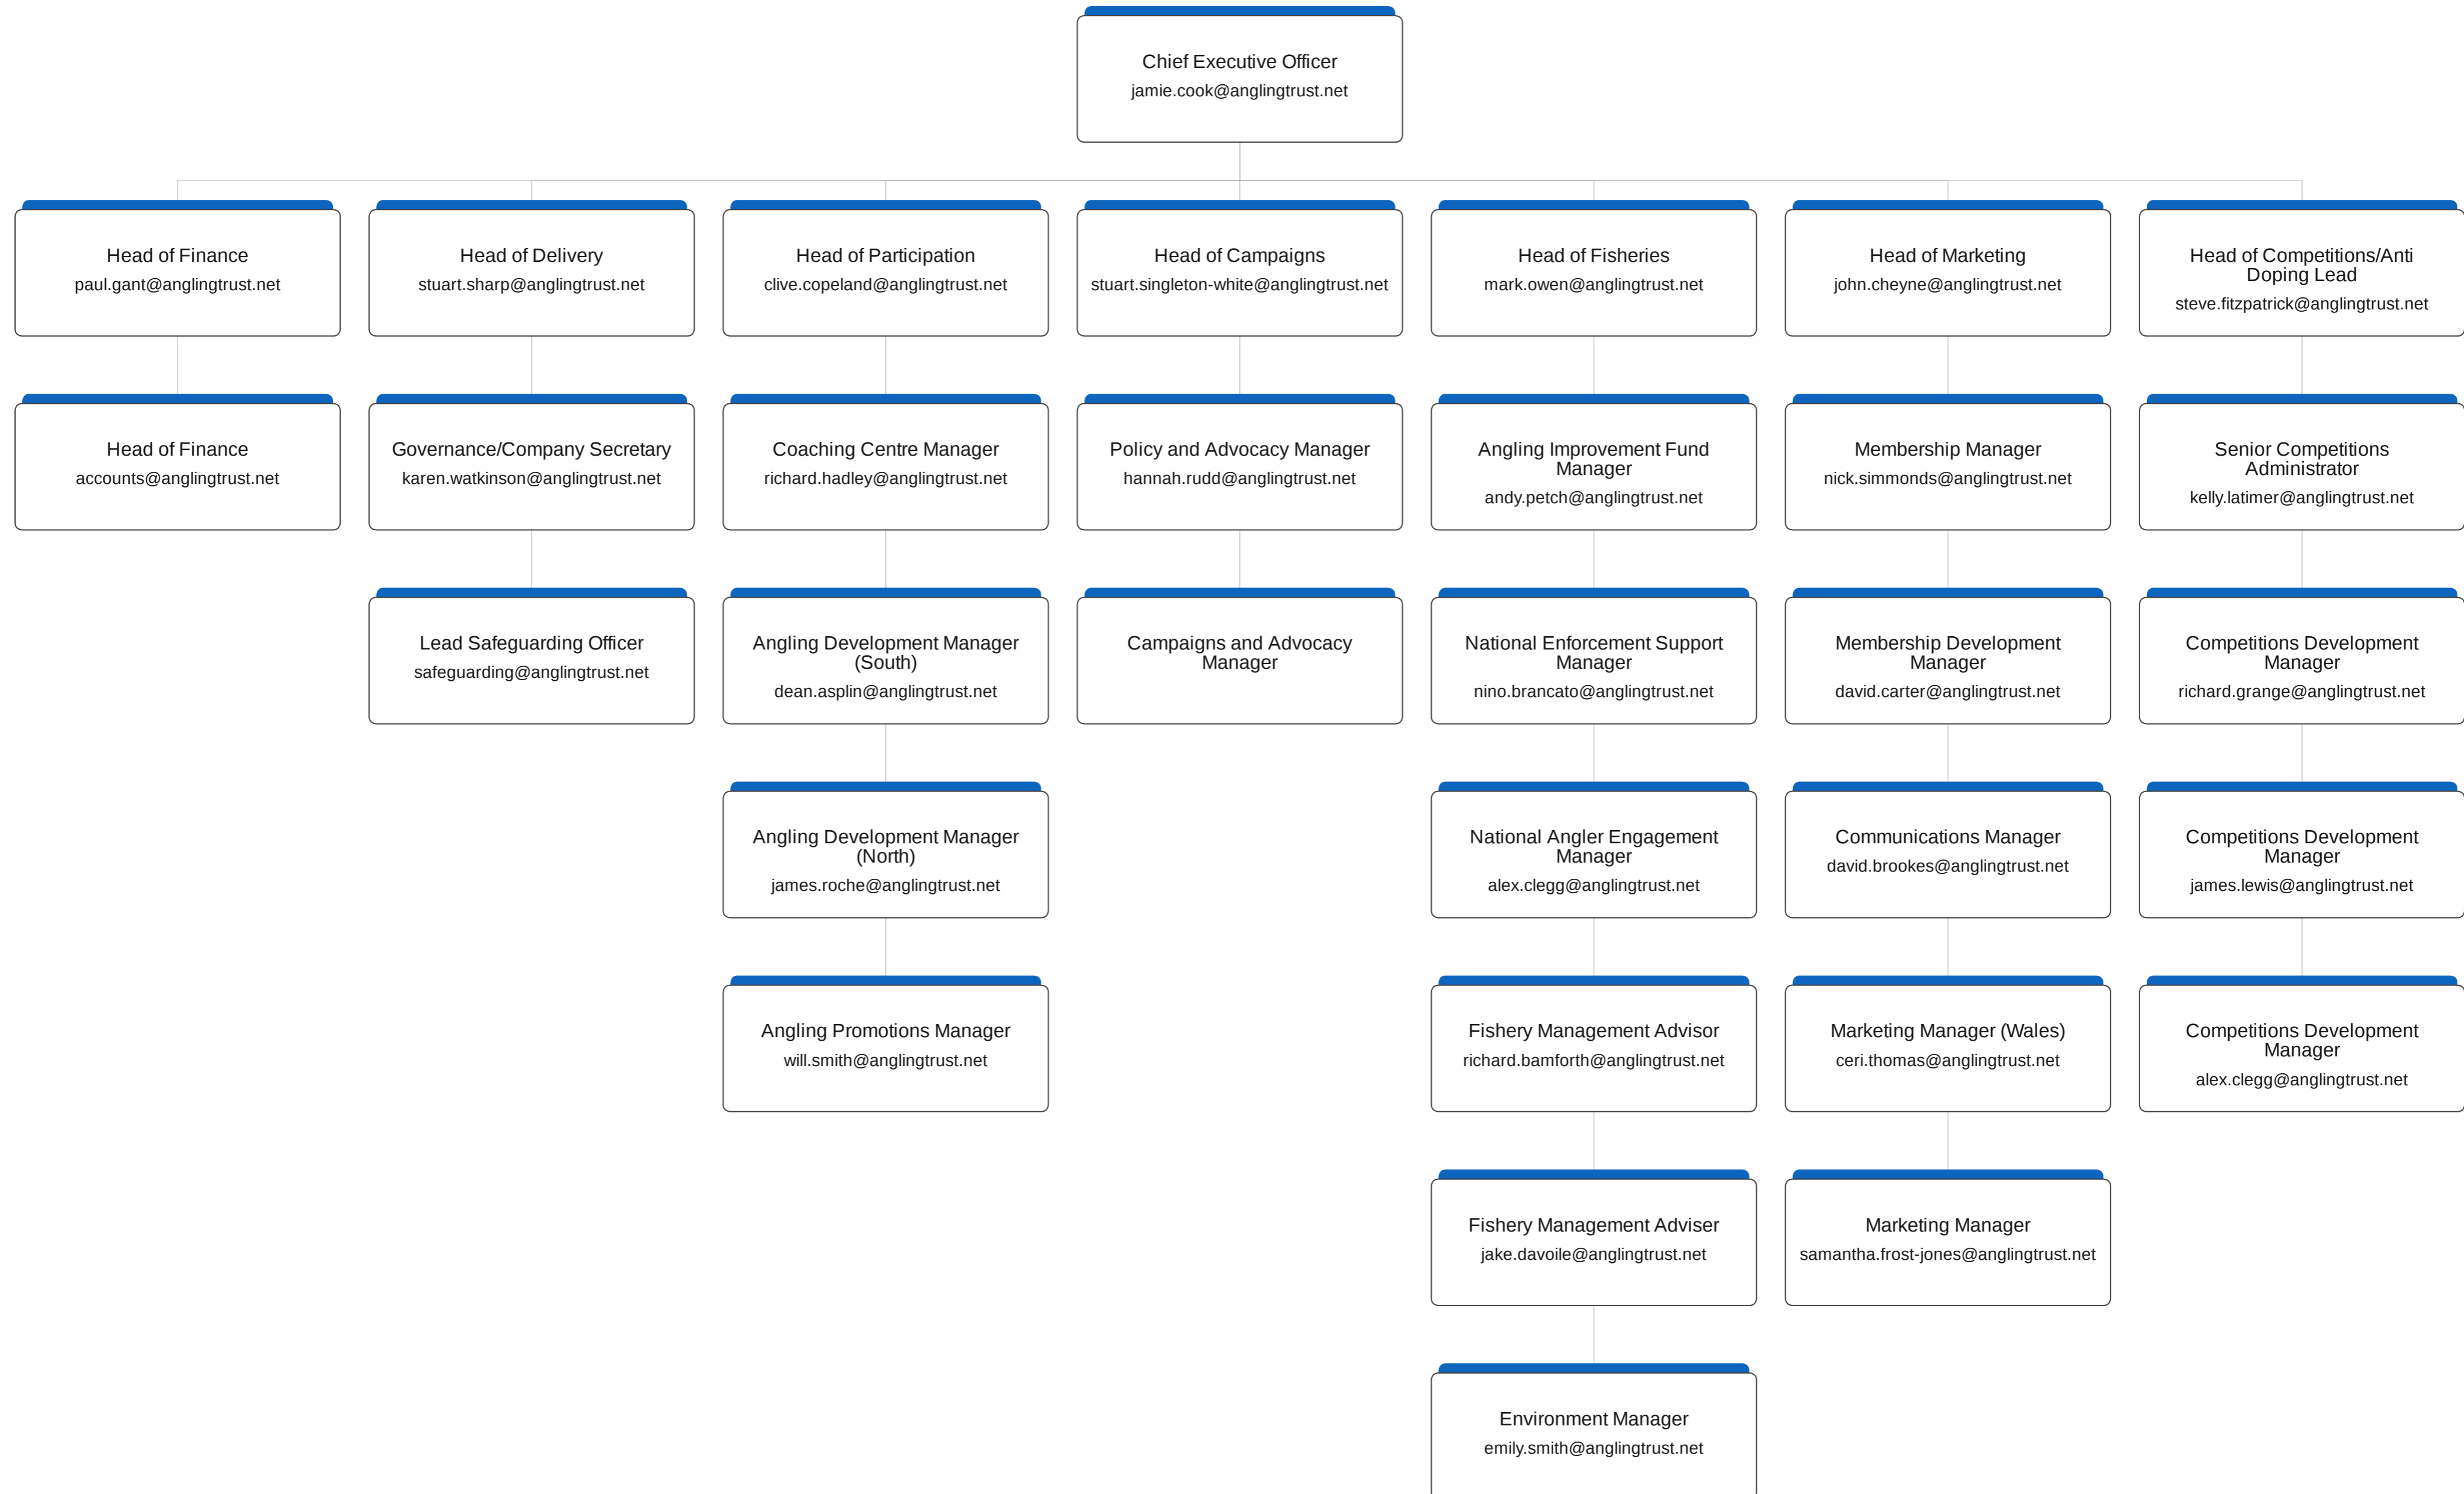 Chief Executive Officer
jamie.cook@anglingtrust.net
Head of Finance
paul.gant@anglingtrust.net
Head of Delivery
stuart.sharp@anglingtrust.net
Head of Participation
clive.copeland@anglingtrust.net
Head of Campaigns
stuart.singleton-white@anglingtrust.net
Head of Fisheries
mark.owen@anglingtrust.net
Head of Marketing
john.cheyne@anglingtrust.net
Head of Competitions/Anti
Doping Lead
steve.fitzpatrick@anglingtrust.net
Head of Finance
accounts@anglingtrust.net
Governance/Company Secretary
karen.watkinson@anglingtrust.net
Coaching Centre Manager
richard.hadley@anglingtrust.net
Policy and Advocacy Manager
hannah.rudd@anglingtrust.net
Angling Improvement Fund
Manager
andy.petch@anglingtrust.net
Membership Manager
nick.simmonds@anglingtrust.net
Senior Competitions
Administrator
kelly.latimer@anglingtrust.net
Lead Safeguarding Officer
safeguarding@anglingtrust.net
Angling Development Manager
(South)
dean.asplin@anglingtrust.net
Campaigns and Advocacy
Manager
National Enforcement Support
Manager
nino.brancato@anglingtrust.net
Membership Development
Manager
david.carter@anglingtrust.net
Competitions Development
Manager
richard.grange@anglingtrust.net
Angling Development Manager
(North)
james.roche@anglingtrust.net
National Angler Engagement
Manager
alex.clegg@anglingtrust.net
Communications Manager
david.brookes@anglingtrust.net
Competitions Development
Manager
james.lewis@anglingtrust.net
Angling Promotions Manager
will.smith@anglingtrust.net
Fishery Management Advisor
richard.bamforth@anglingtrust.net
Marketing Manager (Wales)
ceri.thomas@anglingtrust.net
Competitions Development
Manager
alex.clegg@anglingtrust.net
Fishery Management Adviser
jake.davoile@anglingtrust.net
Marketing Manager
samantha.frost-jones@anglingtrust.net
Environment Manager
emily.smith@anglingtrust.net